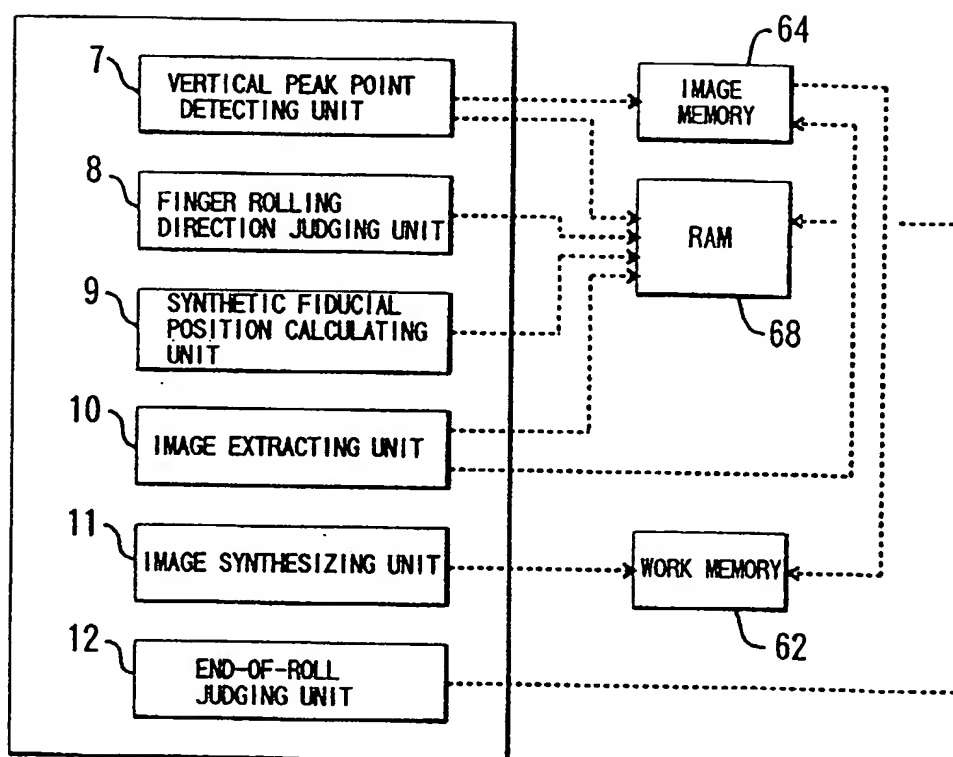 7
VERTICAL PEAK POINT
DETECTING UNIT
8
FINGER ROLLING
DIRECTION JUDGING UNIT
9
SYNTHETIC FIDUCIAL
POSITION CALCULATING
UNIT
10
IMAGE EXTRACTING UNIT
11
IMAGE SYNTHESIZING UNIT
12
END-OF-ROLL
JUDGING UNIT
64
IMAGE
MEMORY
RAM
68
WORK MEMORY
62